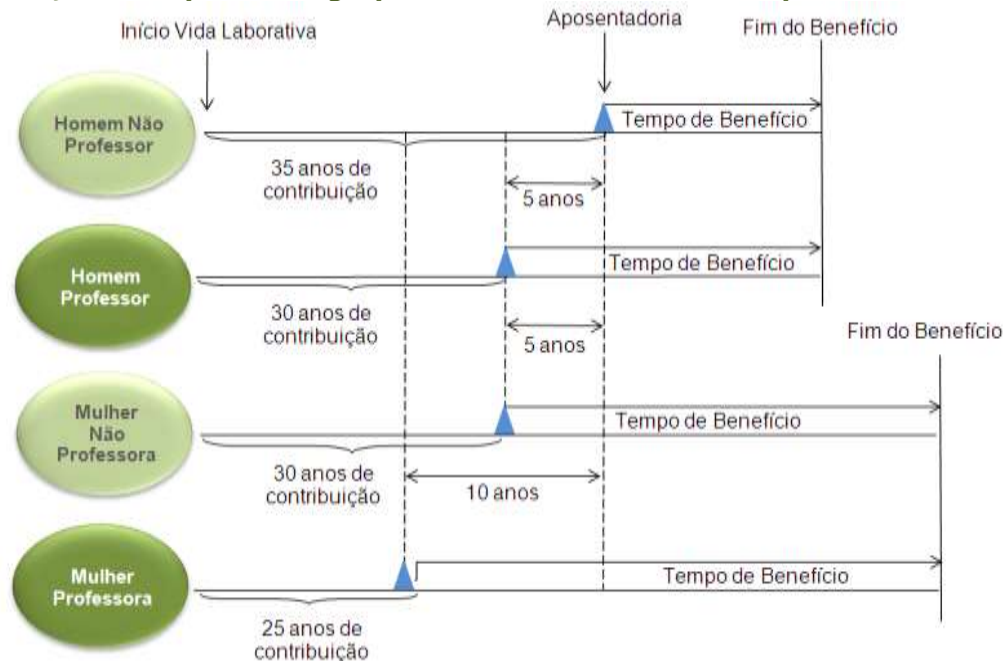 Início Vida Laborativa
Aposentadoria
Fim do Benefício
Homem Não
Professor
Tempo de Benefício
35 anos de
contribuição
5 anos
Homem
Professor
Tempo de Benefício
30 anos de
contribuição
5 anos
Fim do Benefício
Mulher
Não
Professora
Tempo de Benefício
30 anos de
contribuição
10 anos
Mulher
Professora
Tempo de Benefício
25 anos de
contribuição